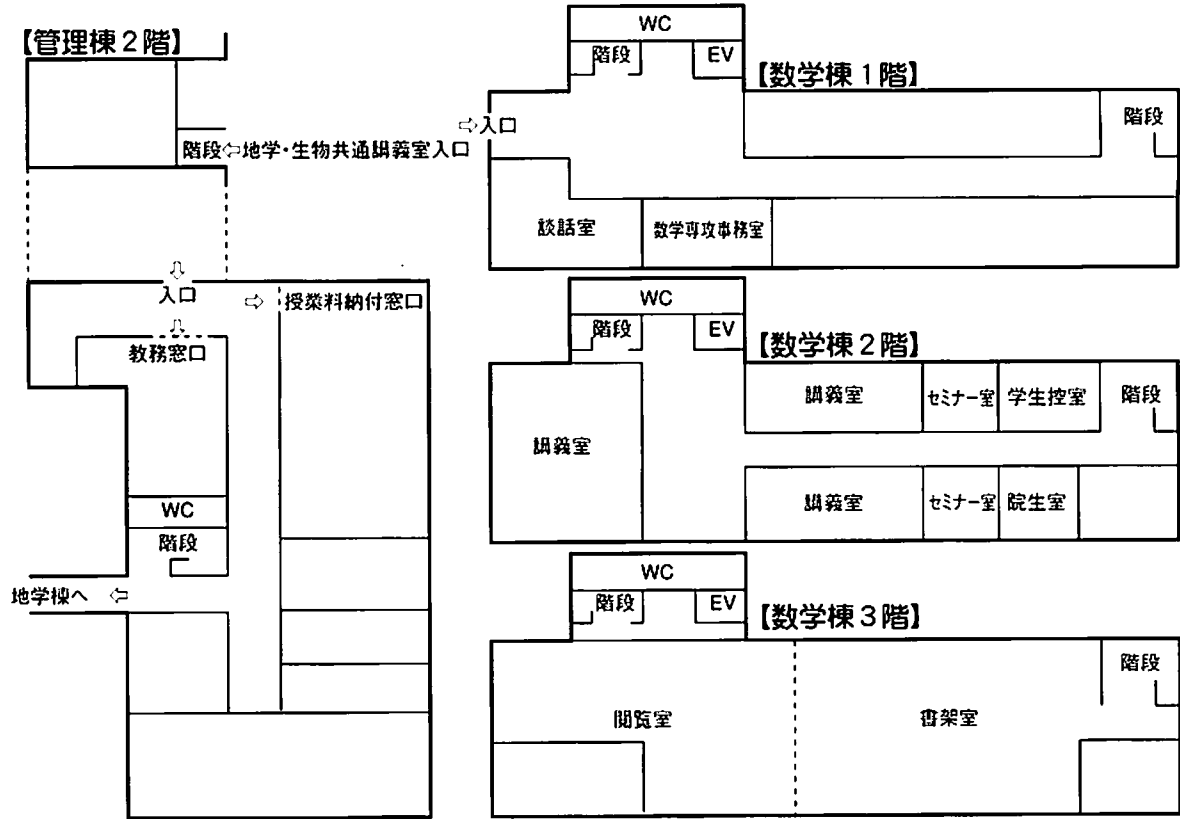 【管理棟2階】
階段⇦地学・生物共通講義室入口
⇩
入口
⇨ 授業料納付窓口
⇩
教務窓口
WC
階段
地学棟へ ⇦
WC
階段 EV
【数学棟1階】
⇨入口
階段
談話室 数学専攻事務室
WC
階段 EV
【数学棟2階】
講義室 セミナー室 学生控室 階段
講義室
講義室 セミナー室 院生室
WC
階段 EV
【数学棟3階】
階段
閲覧室 書架室